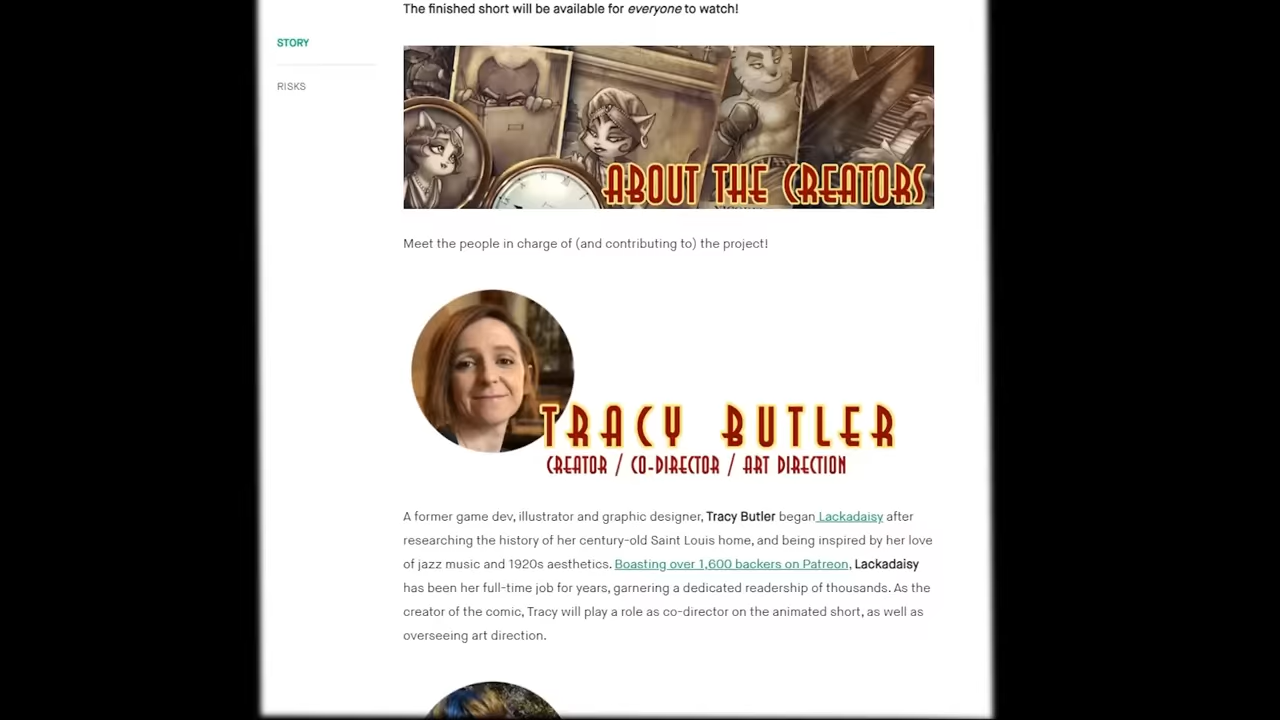 The finished short will be available for everyone to watch!
STORY
RISKS
ABOUT THE CREATORS
Meet the people in charge of (and contributing to) the project!
TRACY BUTLER
CREATOR / CO-DIRECTOR / ART DIRECTION
A former game dev, illustrator and graphic designer, Tracy Butler began Lackadaisy after
researching the history of her century-old Saint Louis home, and being inspired by her love
of jazz music and 1920s aesthetics. Boasting over 1,600 backers on Patreon, Lackadaisy
has been her full-time job for years, garnering a dedicated readership of thousands. As the
creator of the comic, Tracy will play a role as co-director on the animated short, as well as
overseeing art direction.